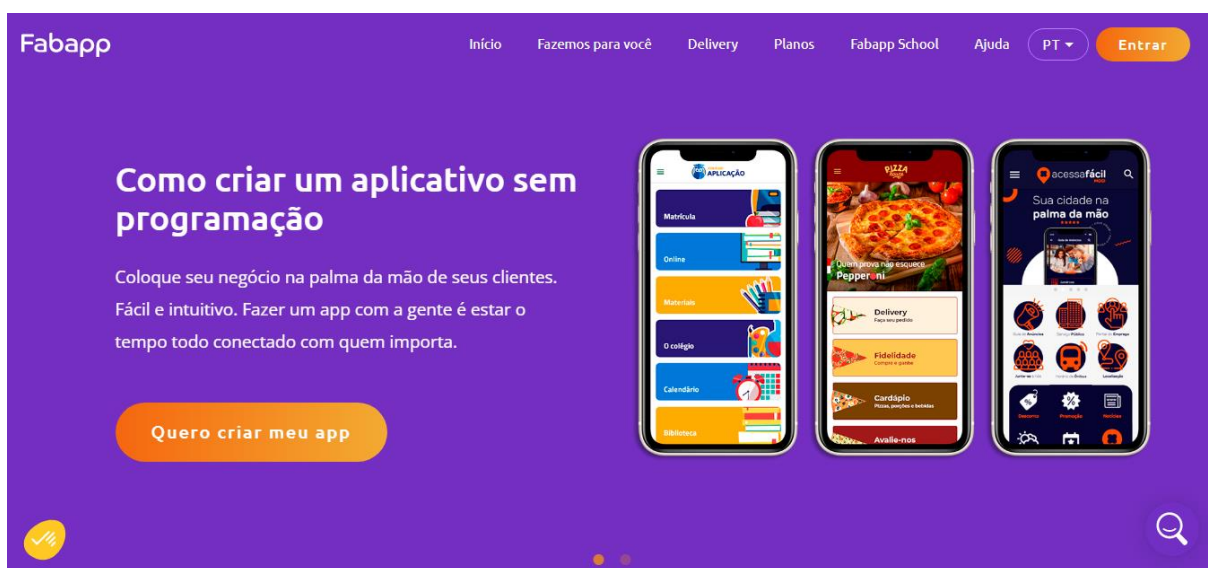 Fabapp
Início Fazemos para você Delivery Planos Fabapp School Ajuda PT Entrar
Como criar um aplicativo sem
programação
Coloque seu negócio na palma da mão de seus clientes.
Fácil e intuitivo. Fazer um app com a gente é estar o
tempo todo conectado com quem importa.
Quero criar meu app
APLICAÇÃO
Matrícula
Online
Materiais
O colégio
Calendário
Biblioteca
PIZZA
Quem prova não esquece
Pepperoni
Delivery
Faça seu pedido
Fidelidade
Compre e ganhe
Cardápio
Pizzas, porções e bebidas
Avalie-nos
acessafácil
Sua cidade na
palma da mão
Localização
Desconto Promoção Notícias